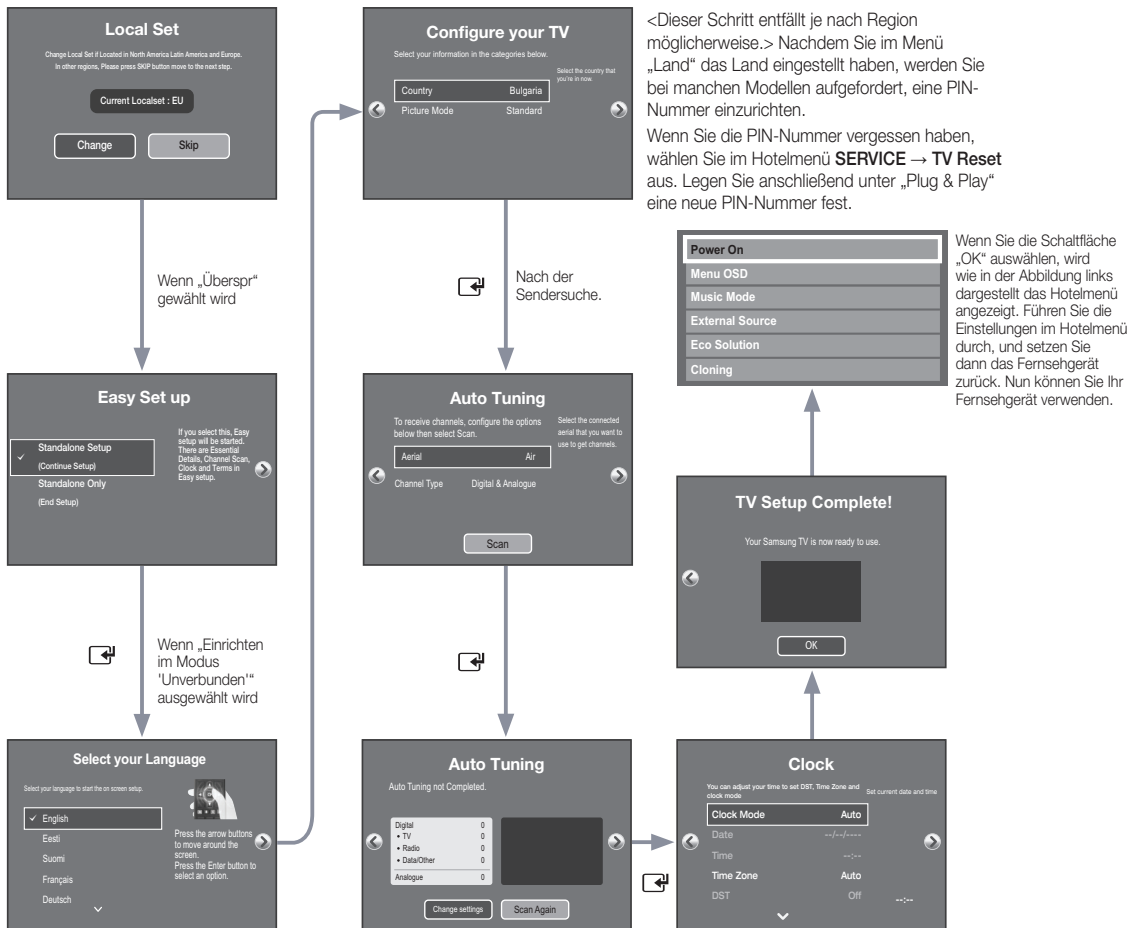 Local Set
Change Local Set if Located in North America Latin America and Europe.
In other regions, Please press SKIP button move to the next step.
Current Localset : EU
Change
Skip
Wenn „Überspr“
gewählt wird
Easy Set up
Standalone Setup
(Continue Setup)
Standalone Only
(End Setup)
If you select this, Easy
setup will be started.
There are Essential
Details, Channel Scan,
Clock and Terms in
Easy setup.
Wenn „Einrichten
im Modus
'Unverbunden'“
ausgewählt wird
Select your Language
Select your language to start the on screen setup.
English
Eesti
Suomi
Français
Deutsch
Press the arrow buttons
to move around the
screen.
Press the Enter button to
select an option.
Configure your TV
Select your information in the categories below.
Country Bulgaria
Picture Mode Standard
Select the country that
you're in now.
Nach der
Sendersuche.
Auto Tuning
To receive channels, configure the options
below then select Scan.
Aerial Air
Channel Type Digital & Analogue
Select the connected
aerial that you want to
use to get channels.
Scan
Auto Tuning
Auto Tuning not Completed.
Digital 0
• TV 0
• Radio 0
• Data/Other 0
Analogue 0
Change settings
Scan Again
<Dieser Schritt entfällt je nach Region
möglicherweise.> Nachdem Sie im Menü
„Land“ das Land eingestellt haben, werden Sie
bei manchen Modellen aufgefordert, eine PIN-
Nummer einzurichten.
Wenn Sie die PIN-Nummer vergessen haben,
wählen Sie im Hotelmenü SERVICE → TV Reset
aus. Legen Sie anschließend unter „Plug & Play“
eine neue PIN-Nummer fest.
Power On
Menu OSD
Music Mode
External Source
Eco Solution
Cloning
Wenn Sie die Schaltfläche
„OK“ auswählen, wird
wie in der Abbildung links
dargestellt das Hotelmenü
angezeigt. Führen Sie die
Einstellungen im Hotelmenü
durch, und setzen Sie
dann das Fernsehgerät
zurück. Nun können Sie Ihr
Fernsehgerät verwenden.
TV Setup Complete!
Your Samsung TV is now ready to use.
OK
Clock
You can adjust your time to set DST, Time Zone and
clock mode
Set current date and time
Clock Mode Auto
Date --/--/----
Time --:--
Time Zone Auto
DST Off --:--